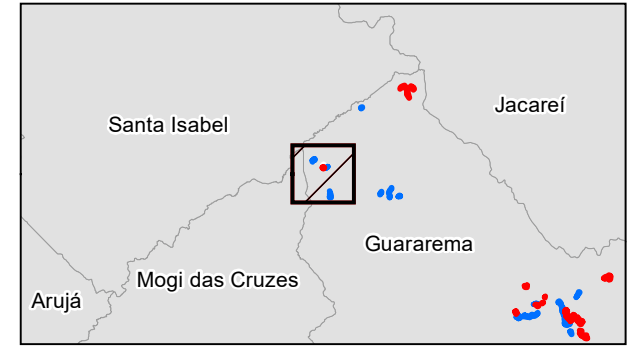 Jacareí
Santa Isabel
Guararema
Mogi das Cruzes
Arujá